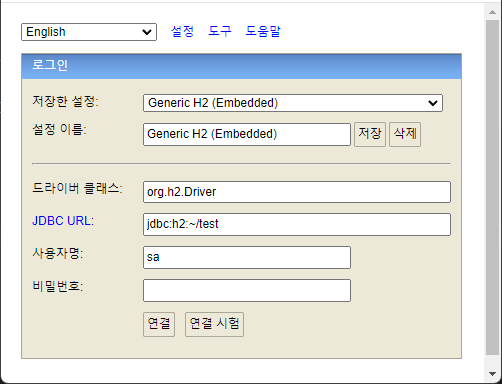 English 설정 도구 도움말
로그인
저장한 설정: Generic H2 (Embedded)
설정 이름: Generic H2 (Embedded) 저장 삭제
드라이버 클래스: org.h2.Driver
JDBC URL: jdbc:h2:~/test
사용자명: sa
비밀번호:
연결 연결 시험